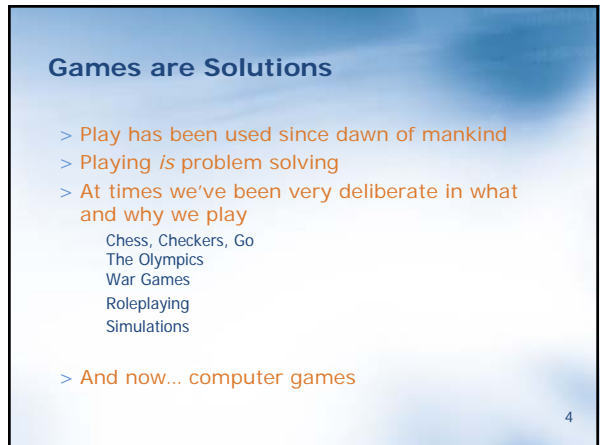 Games are Solutions
> Play has been used since dawn of mankind
> Playing is problem solving
> At times we've been very deliberate in what
and why we play
Chess, Checkers, Go
The Olympics
War Games
Roleplaying
Simulations
> And now... computer games
4